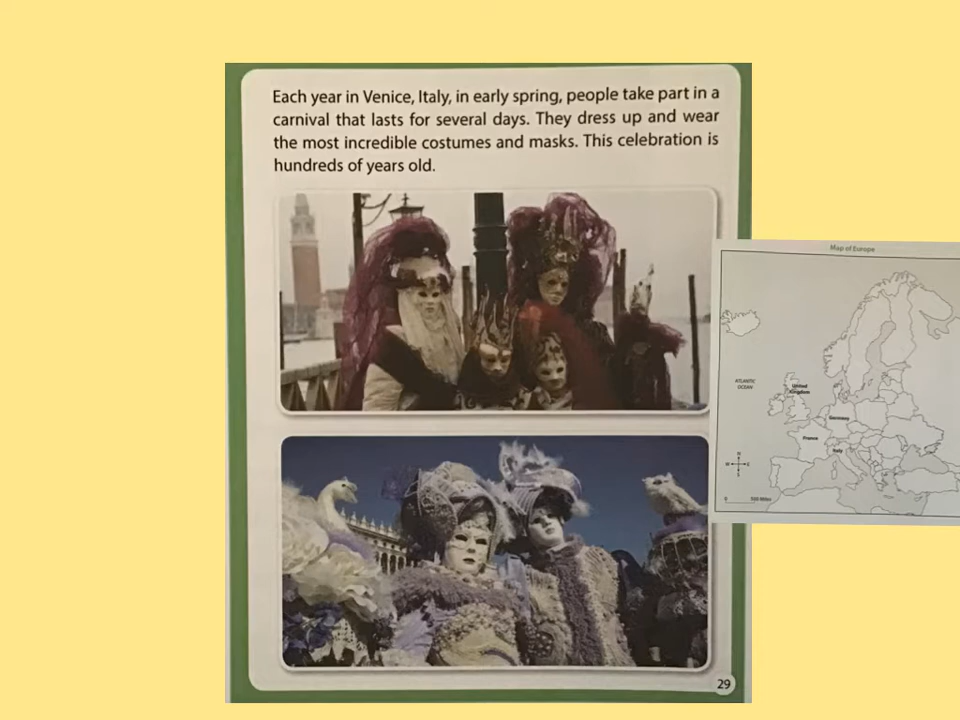 Each year in Venice, Italy, in early spring, people take part in a
carnival that lasts for several days. They dress up and wear
the most incredible costumes and masks. This celebration is
hundreds of years old.
29
Map of Europe
ATLANTIC
OCEAN
United
Kingdom
Germany
France
Italy
N
W
E
S
0
500 Miles